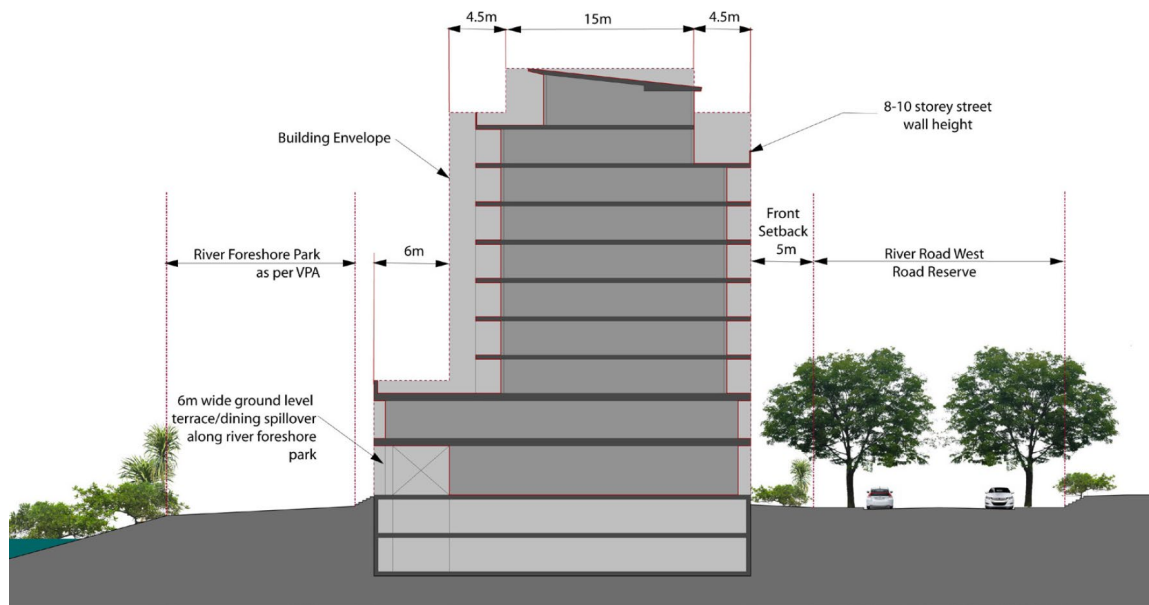 4.5m
15m
4.5m
8-10 storey street
wall height
Building Envelope
Front
Setback
5m
River Foreshore Park
as per VPA
6m
River Road West
Road Reserve
6m wide ground level
terrace/dining spillover
along river foreshore
park